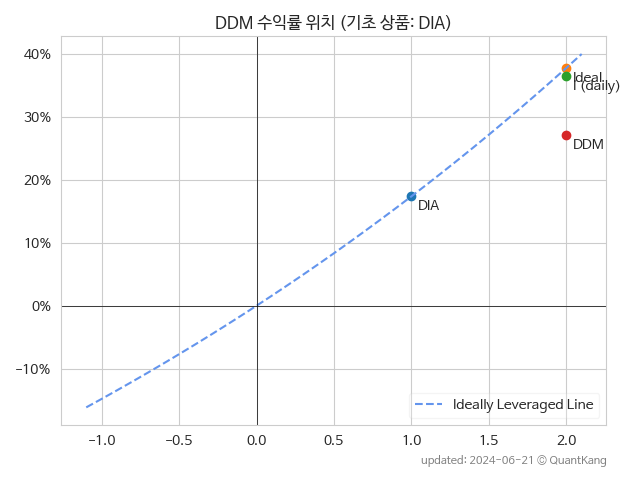 DDM 수익률 위치 (기초 상품: DIA)
40%
30%
20%
10%
0%
−10%
Ideal
I (daily)
DDM
DIA
Ideally Leveraged Line
−1.0 −0.5 0.0 0.5 1.0 1.5 2.0
updated: 2024-06-21 © QuantKang